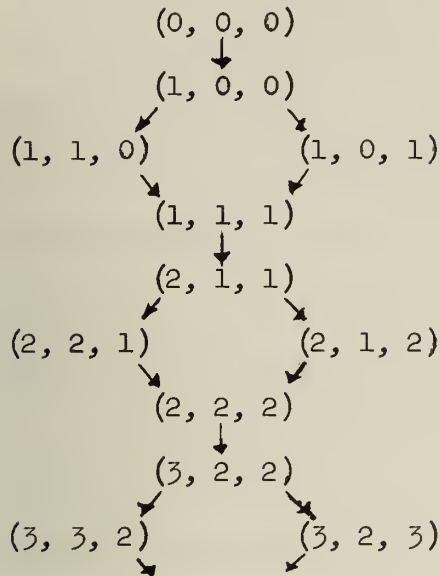 (0, 0, 0)
(1, 0, 0)
(1, 1, 0) (1, 0, 1)
(1, 1, 1)
(2, 1, 1)
(2, 2, 1) (2, 1, 2)
(2, 2, 2)
(3, 2, 2)
(3, 3, 2) (3, 2, 3)